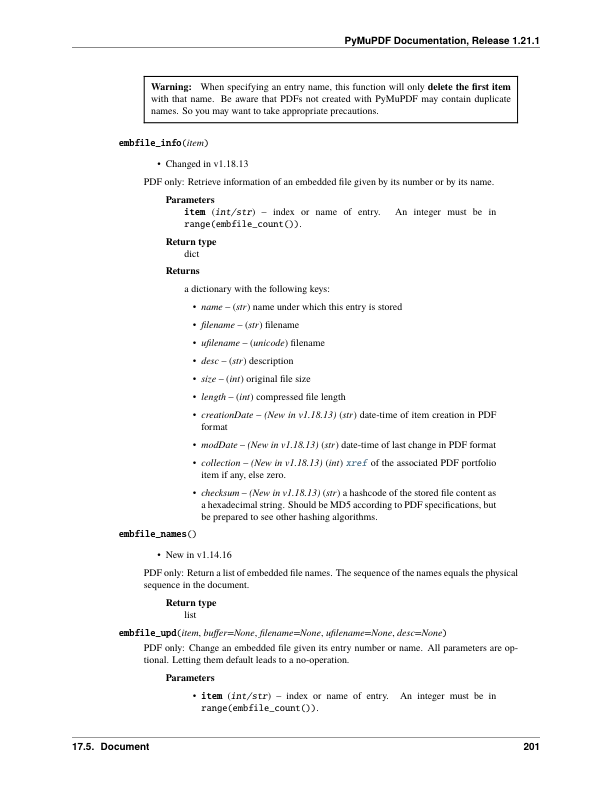 PyMuPDF Documentation, Release 1.21.1
Warning: When specifying an entry name, this function will only delete the first item
with that name. Be aware that PDFs not created with PyMuPDF may contain duplicate
names. So you may want to take appropriate precautions.
embfile_info(item)
• Changed in v1.18.13
PDF only: Retrieve information of an embedded file given by its number or by its name.
Parameters
item (int/str) – index or name of entry. An integer must be in
range(embfile_count()).
Return type
dict
Returns
a dictionary with the following keys:
• name – (str) name under which this entry is stored
• filename – (str) filename
• ufilename – (unicode) filename
• desc – (str) description
• size – (int) original file size
• length – (int) compressed file length
• creationDate – (New in v1.18.13) (str) date-time of item creation in PDF
format
• modDate – (New in v1.18.13) (str) date-time of last change in PDF format
• collection – (New in v1.18.13) (int) xref of the associated PDF portfolio
item if any, else zero.
• checksum – (New in v1.18.13) (str) a hashcode of the stored file content as
a hexadecimal string. Should be MD5 according to PDF specifications, but
be prepared to see other hashing algorithms.
embfile_names()
• New in v1.14.16
PDF only: Return a list of embedded file names. The sequence of the names equals the physical
sequence in the document.
Return type
list
embfile_upd(item, buffer=None, filename=None, ufilename=None, desc=None)
PDF only: Change an embedded file given its entry number or name. All parameters are op-
tional. Letting them default leads to a no-operation.
Parameters
• item (int/str) – index or name of entry. An integer must be in
range(embfile_count()).
17.5. Document 201